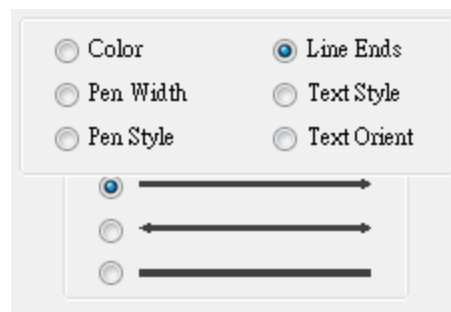 Color Line Ends
Pen Width Text Style
Pen Style Text Orient